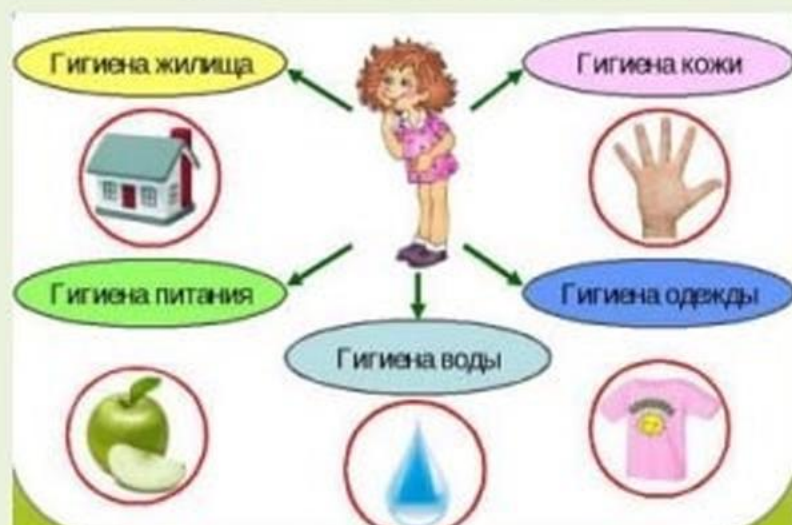 Гигиена жилища
Гигиена кожи
Гигиена питания
Гигиена одежды
Гигиена воды